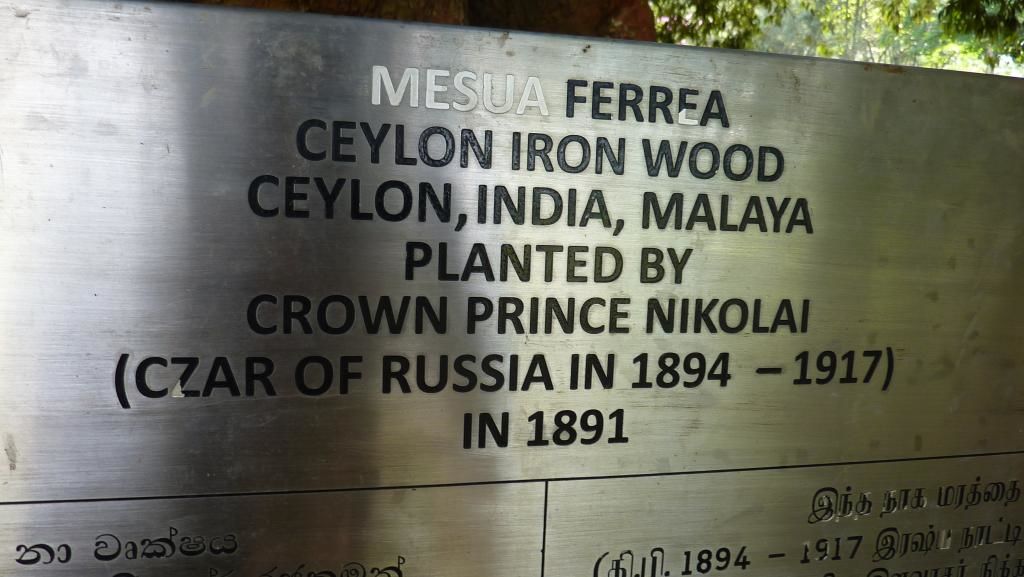 MESUA FERREA
CEYLON IRON WOOD
CEYLON, INDIA, MALAYA
PLANTED BY
CROWN PRINCE NIKOLAI
(CZAR OF RUSSIA IN 1894 – 1917)
IN 1891
නා වෘක්ෂය
இந்த நாக மரத்தை
(கி.பி. 1894 – 1917 இரஷ்ய நாட்டி